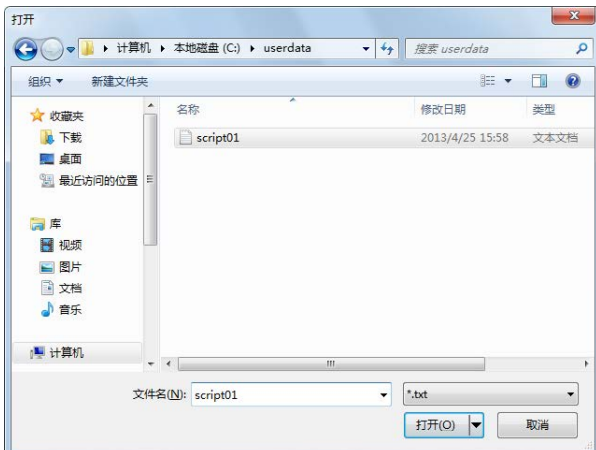 打开
计算机 本地磁盘 (C:) userdata 搜索 userdata
组织 新建文件夹
收藏夹
下载
桌面
最近访问的位置
库
视频
图片
文档
音乐
计算机
名称 修改日期 类型
script01 2013/4/25 15:58 文本文档
文件名(N): script01 *.txt
打开(O) 取消